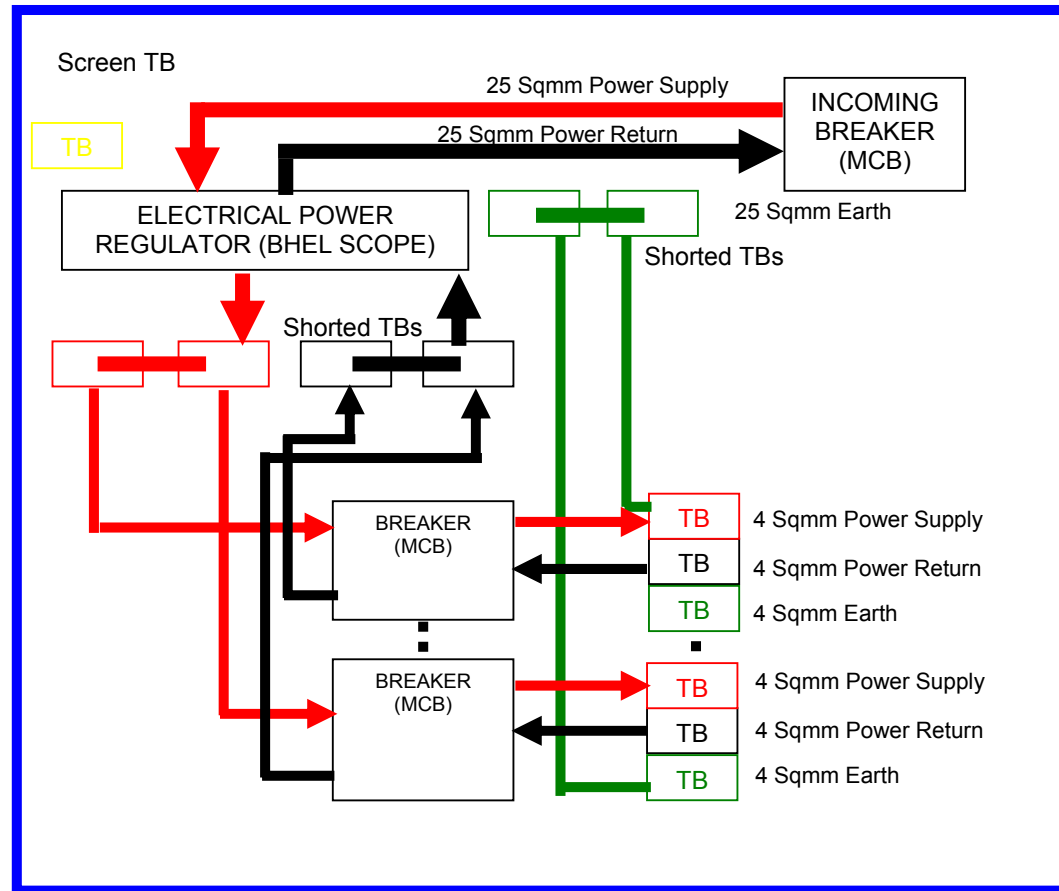 Screen TB
25 Sqmm Power Supply
INCOMING
BREAKER
(MCB)
TB
25 Sqmm Power Return
ELECTRICAL POWER
REGULATOR (BHEL SCOPE)
25 Sqmm Earth
Shorted TBs
Shorted TBs
BREAKER
(MCB)
TB
4 Sqmm Power Supply
TB
4 Sqmm Power Return
TB
4 Sqmm Earth
BREAKER
(MCB)
TB
4 Sqmm Power Supply
TB
4 Sqmm Power Return
TB
4 Sqmm Earth